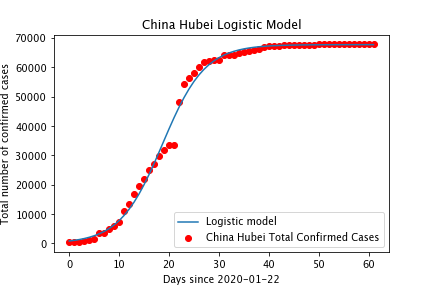 China Hubei Logistic Model
Total number of confirmed cases
70000
60000
50000
40000
30000
20000
10000
0
Logistic model
China Hubei Total Confirmed Cases
0 10 20 30 40 50 60
Days since 2020-01-22